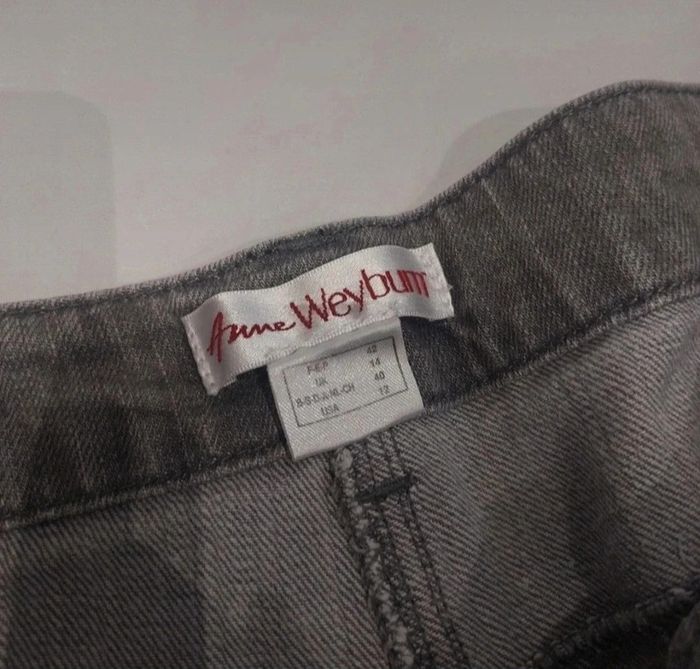 Anne Weyburn
F-E-P 42
UK 14
B-S-D-A-NL-CH 40
USA 12